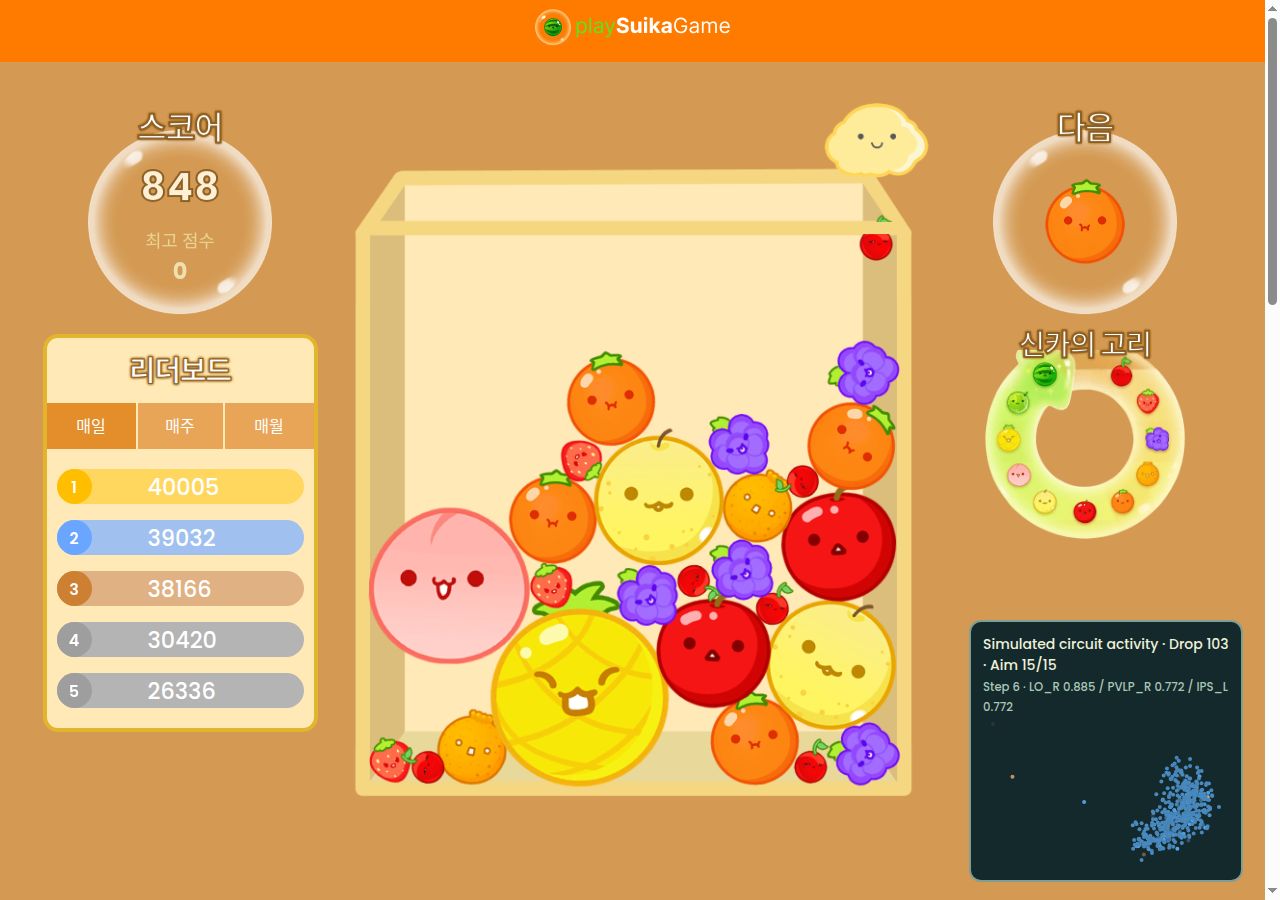 playSuikaGame
스코어
848
최고 점수
0
다음
리더보드
매일 매주 매월
1 40005
2 39032
3 38166
4 30420
5 26336
신카의 고리
Simulated circuit activity · Drop 103
· Aim 15/15
Step 6 · LO_R 0.885 / PVLP_R 0.772 / IPS_L
0.772